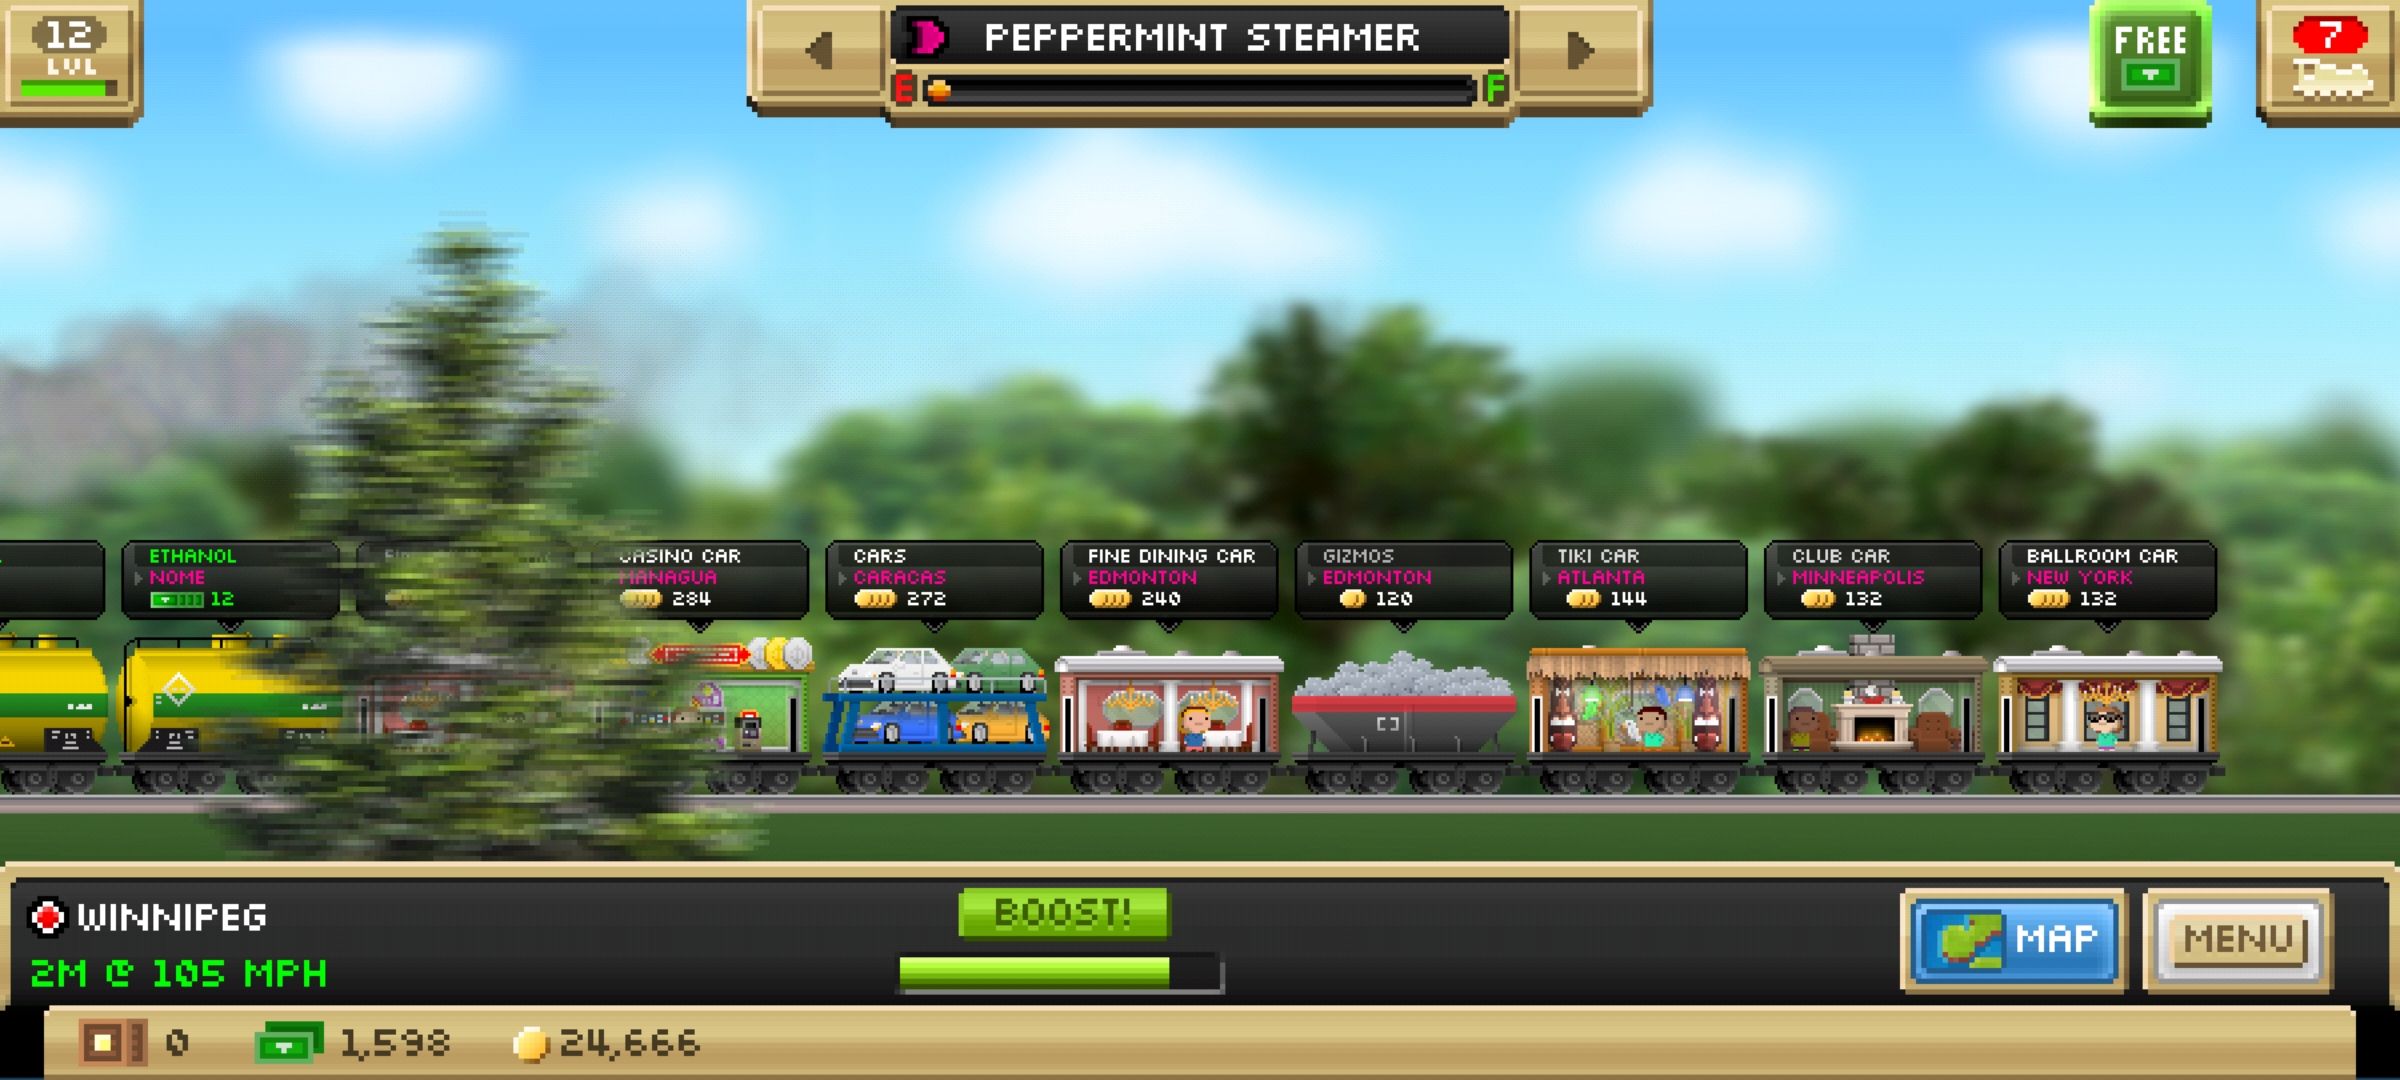 12
LVL
PEPPERMINT STEAMER
E
F
FREE
7
ETHANOL
NOME
12
CASINO CAR
MANAGUA
284
CARS
CARACAS
272
FINE DINING CAR
EDMONTON
240
GIZMOS
EDMONTON
120
TIKI CAR
ATLANTA
144
CLUB CAR
MINNEAPOLIS
132
BALLROOM CAR
NEW YORK
132
WINNIPEG
2M @ 105 MPH
BOOST!
MAP
MENU
0
1,598
24,666